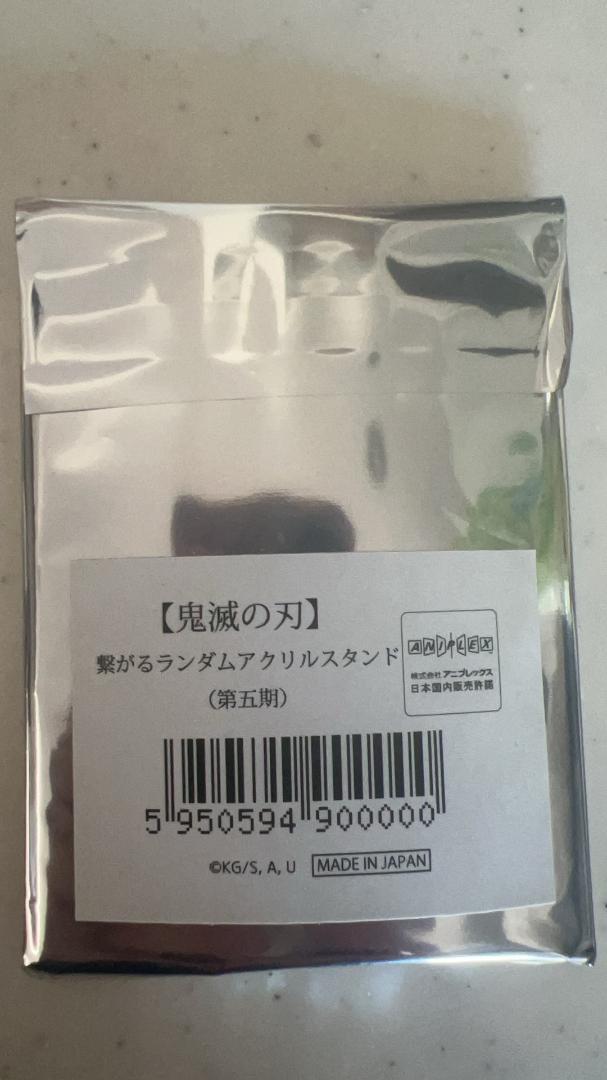 【鬼滅の刃】
繋がるランダムアクリルスタンド
（第五期）
ANIPLEX
株式会社 アニプレックス
日本国内販売許諾
5 950594 900000
©KG/S, A, U
MADE IN JAPAN